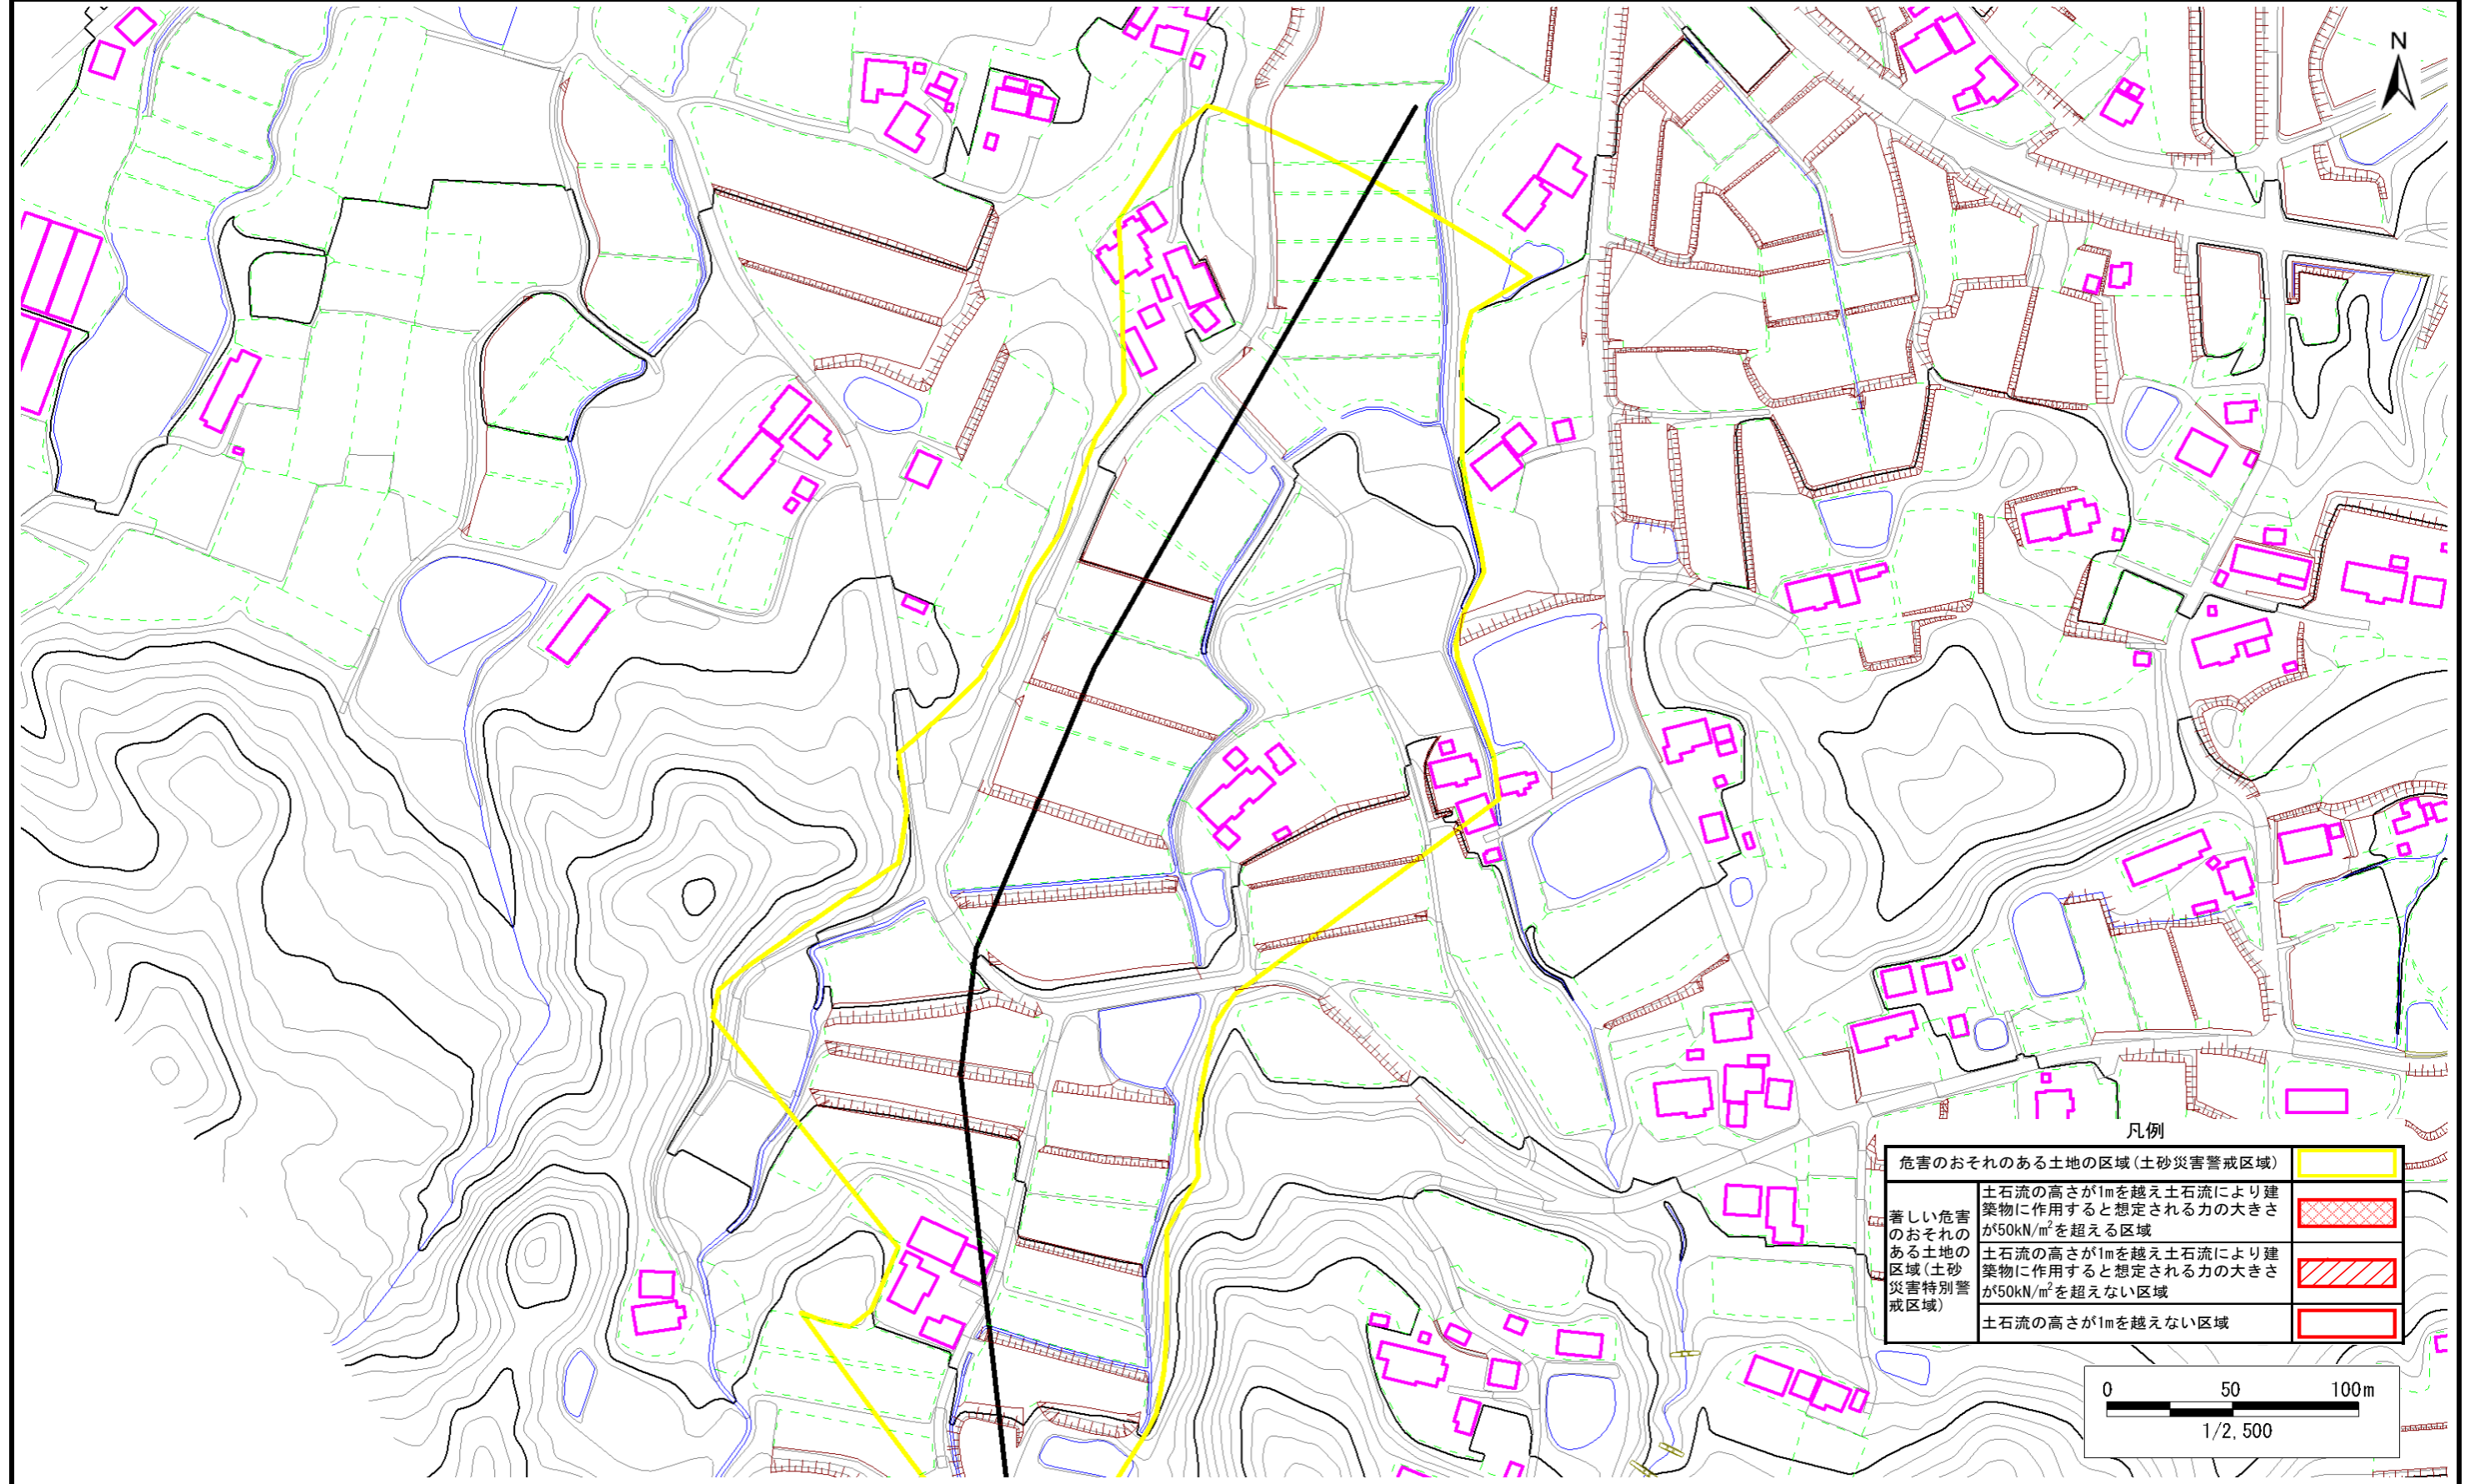 N
凡例
危害のおそれのある土地の区域(土砂災害警戒区域)
著しい危害
のおそれの
ある土地の
区域(土砂
災害特別警
戒区域)
土石流の高さが1mを越え土石流により建
築物に作用すると想定される力の大きさ
が50kN/m²を超える区域
土石流の高さが1mを越え土石流により建
築物に作用すると想定される力の大きさ
が50kN/m²を超えない区域
土石流の高さが1mを越えない区域
0 50 100m
1/2,500